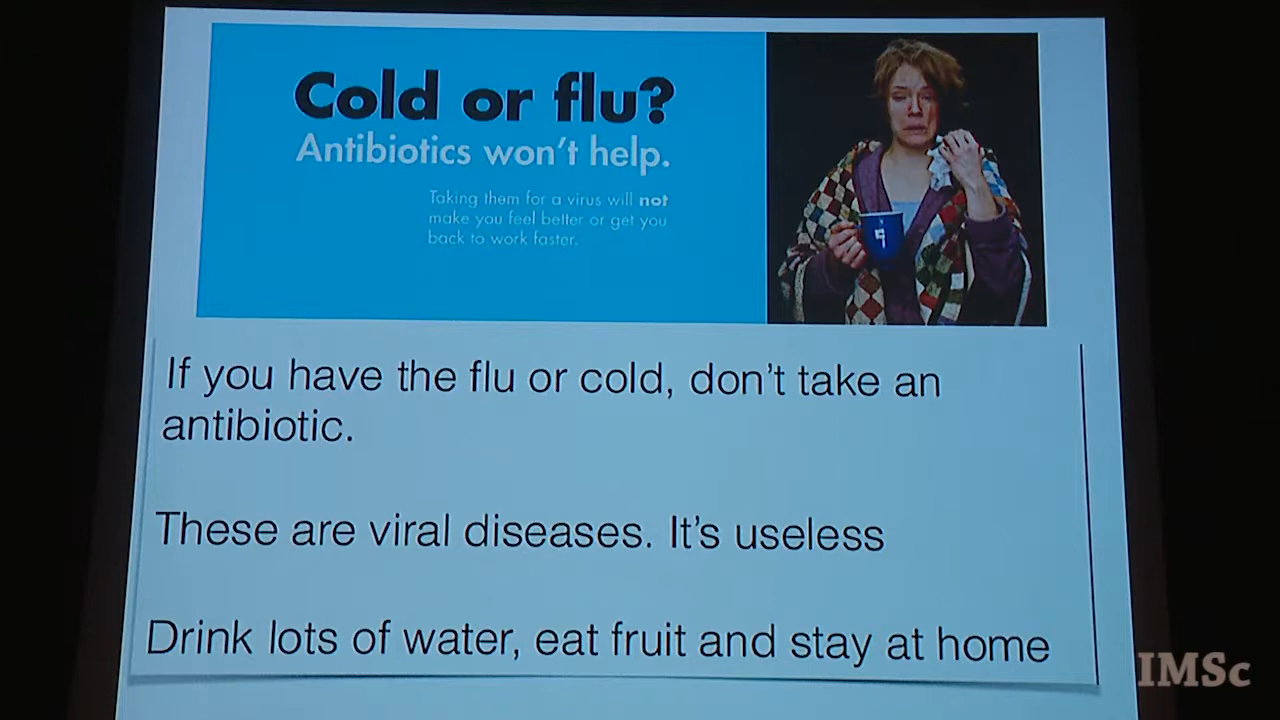 Cold or flu?
Antibiotics won't help.
Taking them for a virus will not
make you feel better or get you
back to work faster.
If you have the flu or cold, don't take an
antibiotic.
These are viral diseases. It's useless
Drink lots of water, eat fruit and stay at home
IMSc